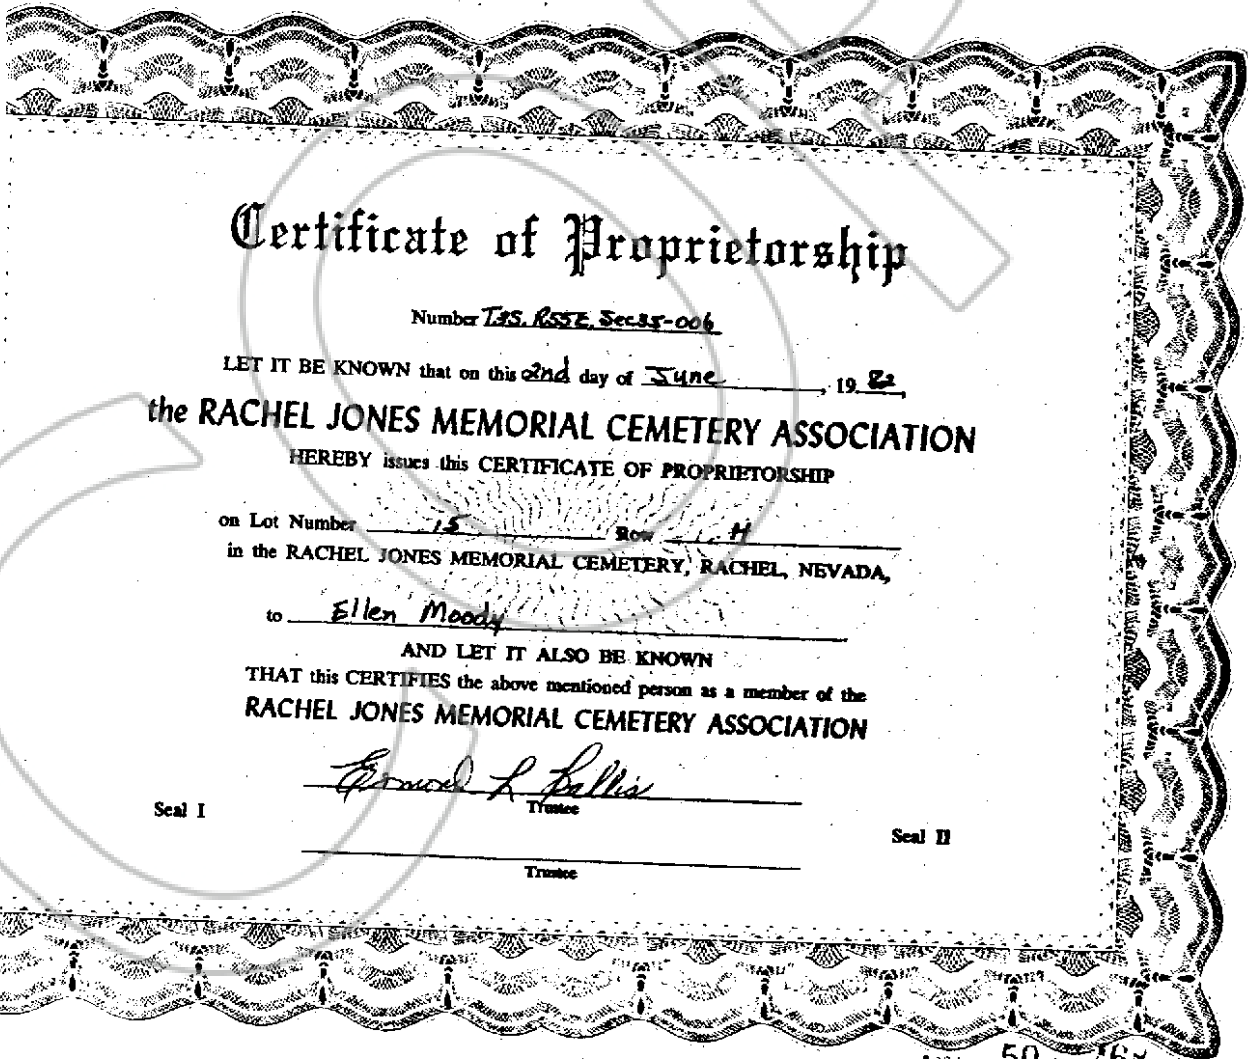 Certificate of Proprietorship
Number T3S. R55E. Sec35-006
LET IT BE KNOWN that on this 2nd day of June, 19 82,
the RACHEL JONES MEMORIAL CEMETERY ASSOCIATION
HEREBY issues this CERTIFICATE OF PROPRIETORSHIP
on Lot Number 15 Row H
in the RACHEL JONES MEMORIAL CEMETERY, RACHEL, NEVADA,
to Ellen Moody
AND LET IT ALSO BE KNOWN
THAT this CERTIFIES the above mentioned person as a member of the
RACHEL JONES MEMORIAL CEMETERY ASSOCIATION
L
Trustee
Seal I
Seal II
Trustee
50